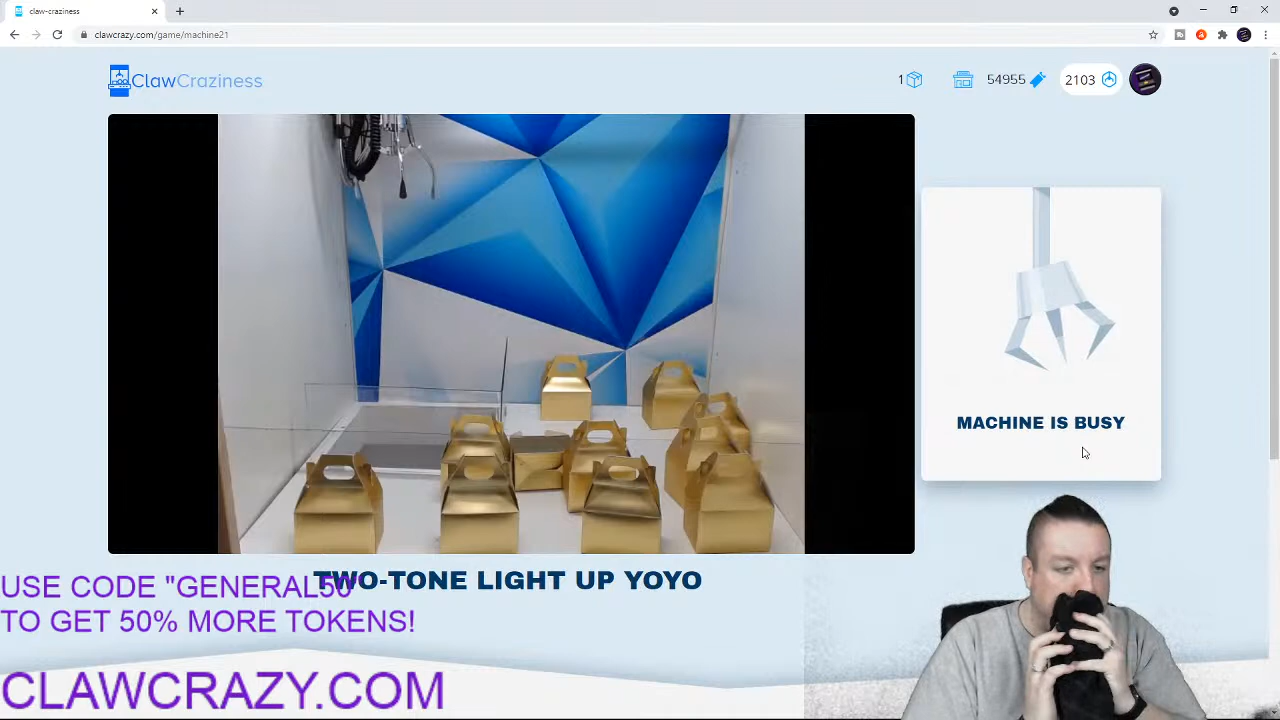 claw-craziness
clawcrazy.com/game/machine21
ClawCraziness
1
54955
2103
MACHINE IS BUSY
TWO-TONE LIGHT UP YOYO
USE CODE "GENERAL50"
TO GET 50% MORE TOKENS!
CLAWCRAZY.COM